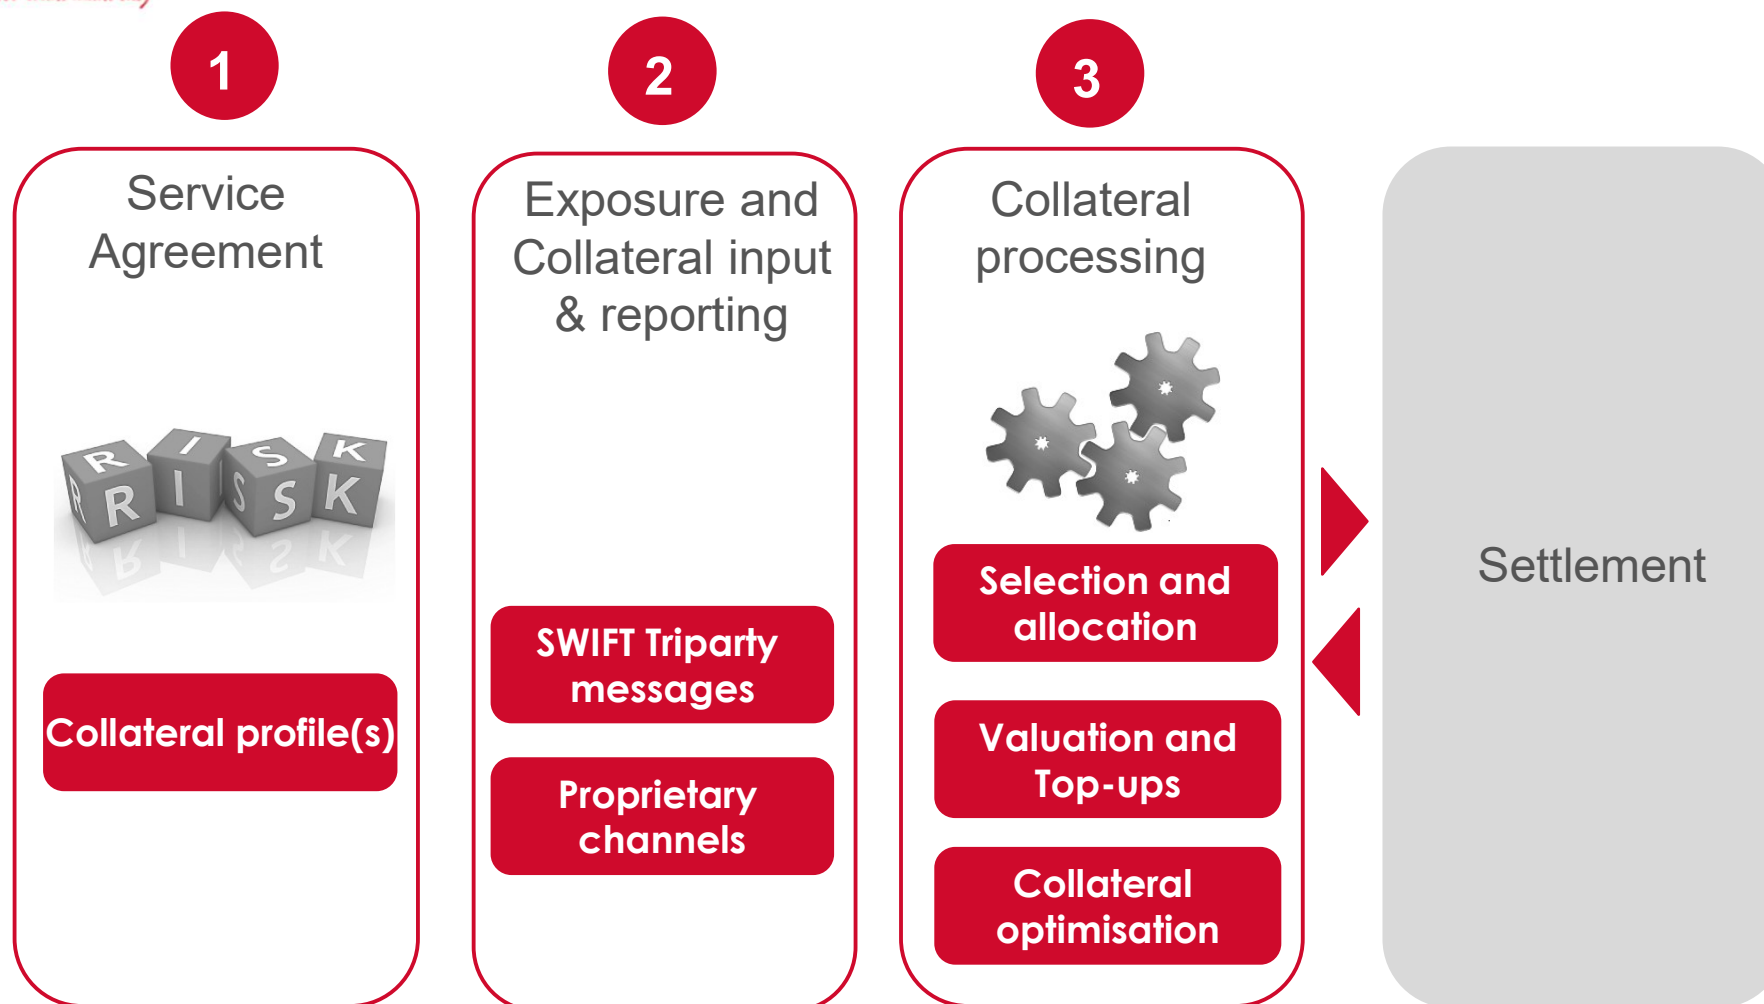 1
Service
Agreement
R I S K
R R I S S K
Collateral profile(s)
2
Exposure and
Collateral input
& reporting
SWIFT Triparty
messages
Proprietary
channels
3
Collateral
processing
Selection and
allocation
Valuation and
Top-ups
Collateral
optimisation
Settlement